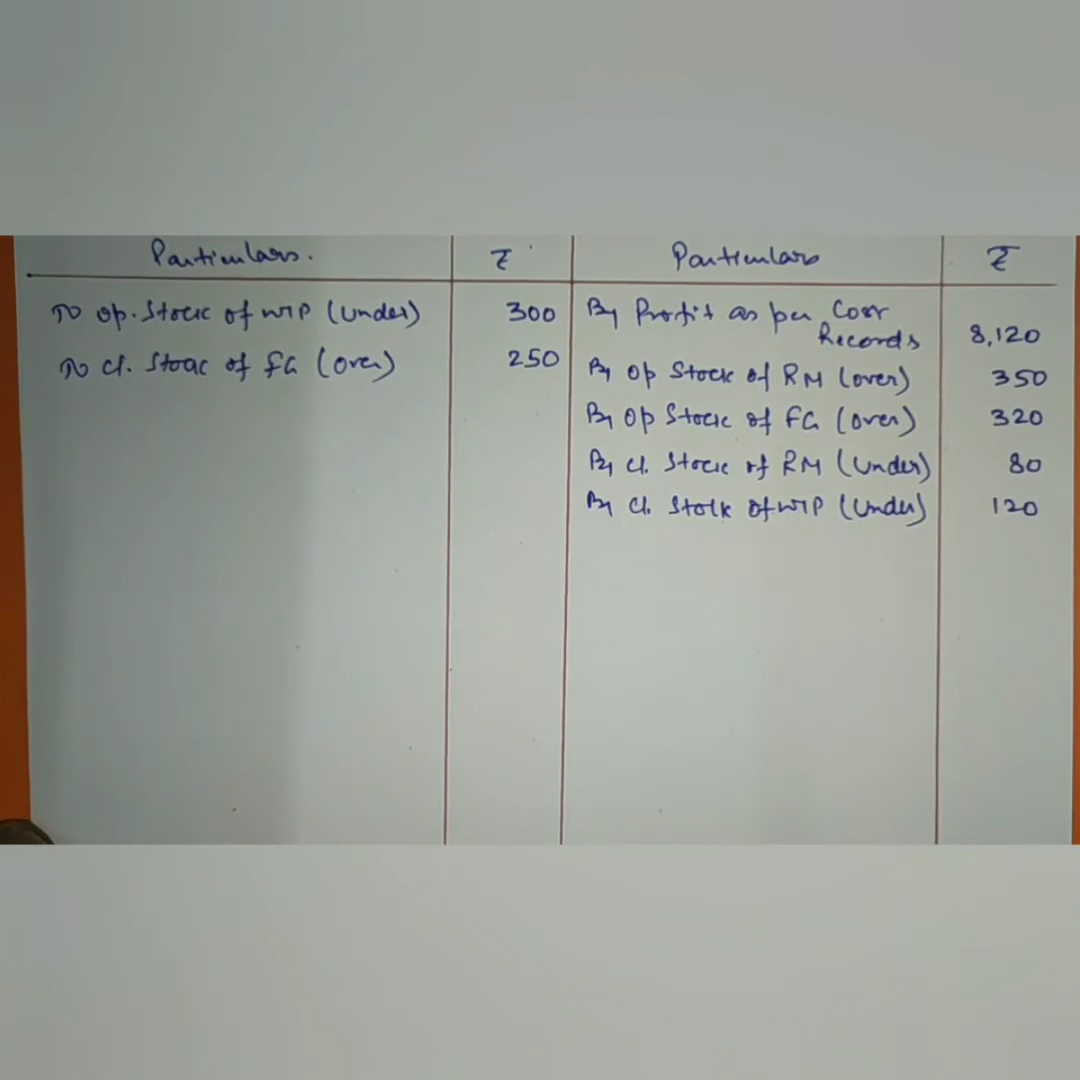 Particulars. ₹ Particulars ₹
To op. Stock of WIP (under) 300 By Profit as per Cost
Records 8,120
To cl. Stoac of FG (over) 250
By Op Stock of RM (over) 350
By Op Stock of FG (over) 320
By cl. Stock of RM (under) 80
By cl. Stolk of WIP (under) 120